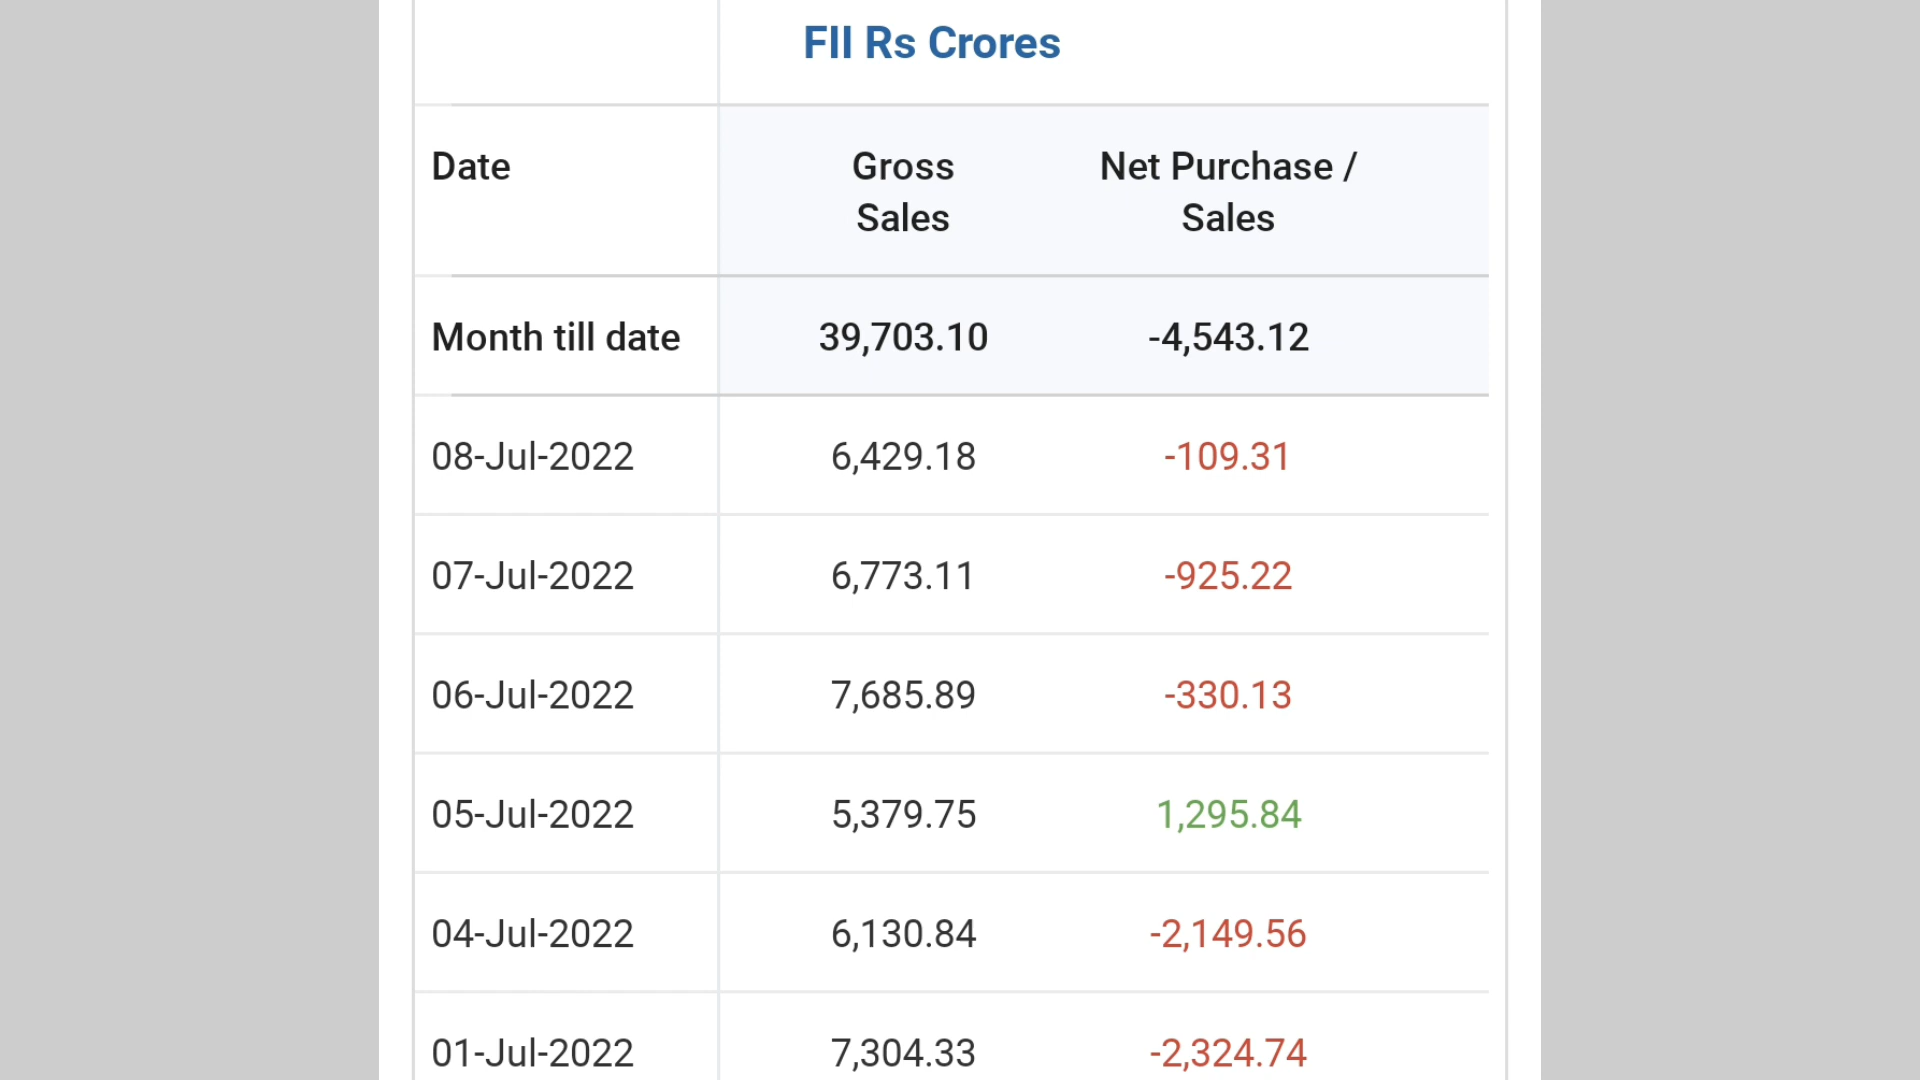 FII Rs Crores
Date Gross Sales Net Purchase / Sales
Month till date 39,703.10 -4,543.12
08-Jul-2022 6,429.18 -109.31
07-Jul-2022 6,773.11 -925.22
06-Jul-2022 7,685.89 -330.13
05-Jul-2022 5,379.75 1,295.84
04-Jul-2022 6,130.84 -2,149.56
01-Jul-2022 7,304.33 -2,324.74